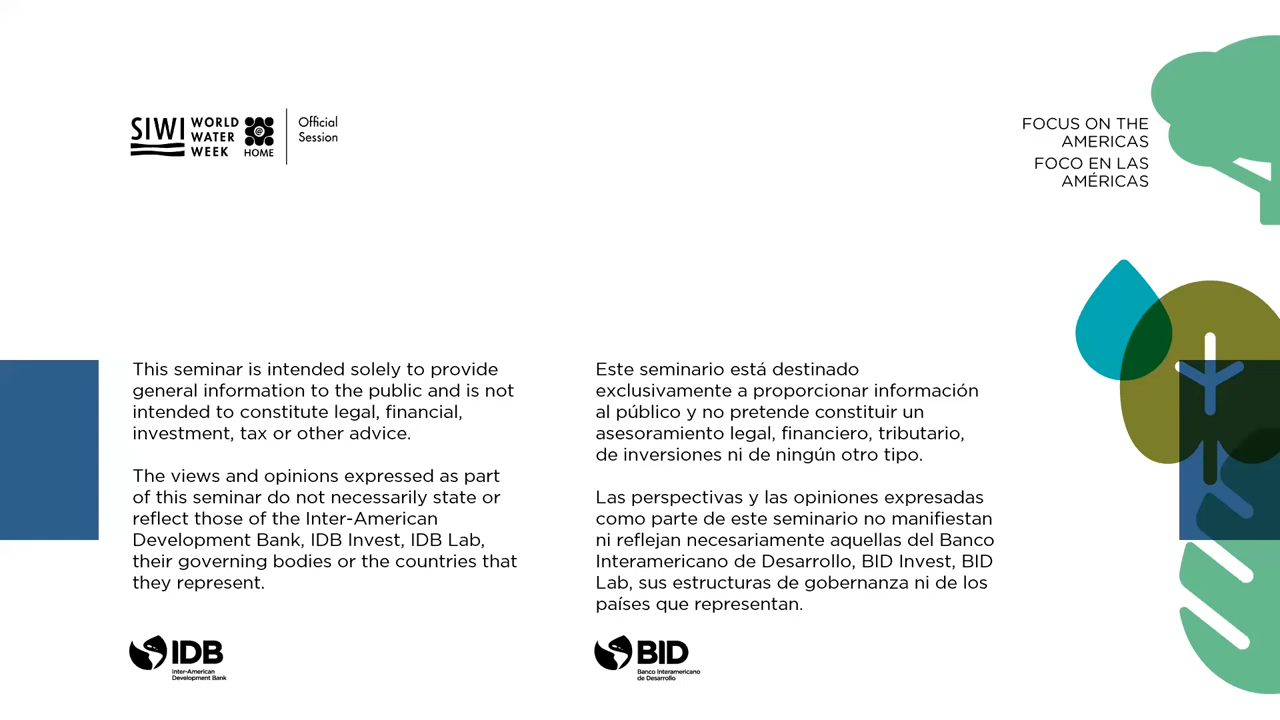 SIWI WORLD WATER WEEK @ HOME
Official Session
FOCUS ON THE
AMERICAS
FOCO EN LAS
AMÉRICAS
This seminar is intended solely to provide
general information to the public and is not
intended to constitute legal, financial,
investment, tax or other advice.
The views and opinions expressed as part
of this seminar do not necessarily state or
reflect those of the Inter-American
Development Bank, IDB Invest, IDB Lab,
their governing bodies or the countries that
they represent.
IDB
Inter-American
Development Bank
Este seminario está destinado
exclusivamente a proporcionar información
al público y no pretende constituir un
asesoramiento legal, financiero, tributario,
de inversiones ni de ningún otro tipo.
Las perspectivas y las opiniones expresadas
como parte de este seminario no manifiestan
ni reflejan necesariamente aquellas del Banco
Interamericano de Desarrollo, BID Invest, BID
Lab, sus estructuras de gobernanza ni de los
países que representan.
BID
Banco Interamericano
de Desarrollo